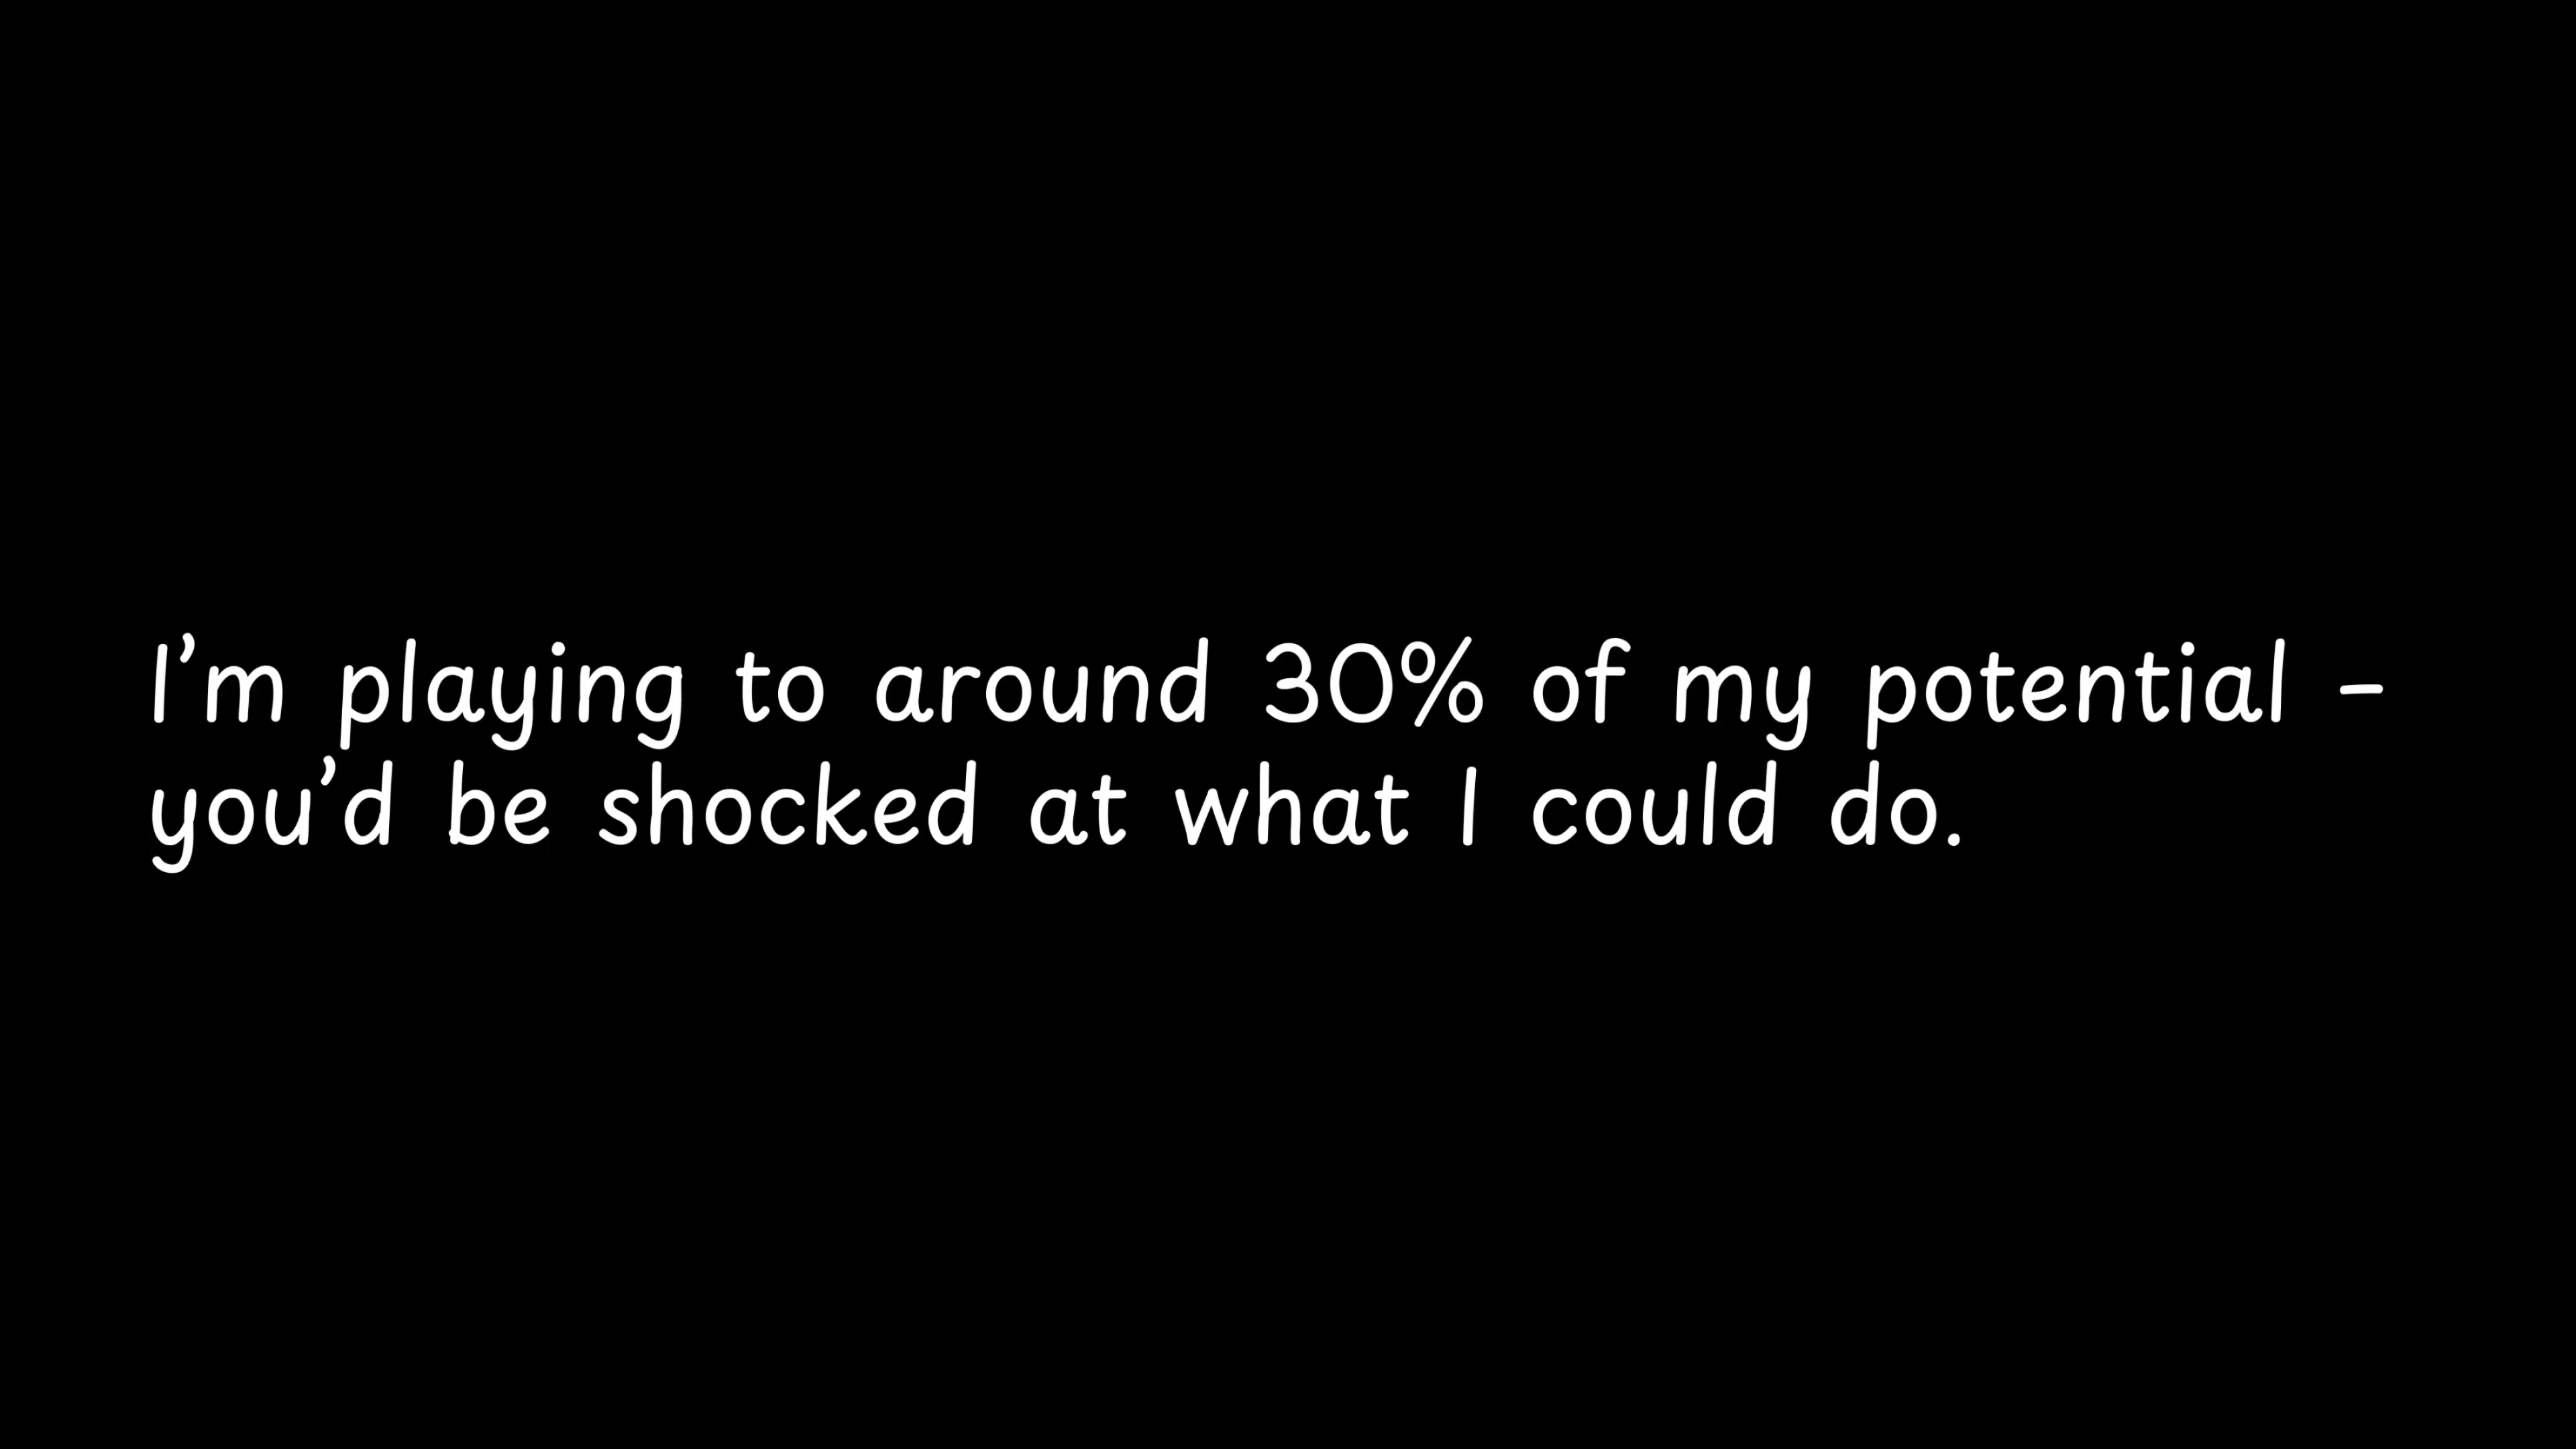 I’m playing to around 30% of my potential –
you’d be shocked at what I could do.